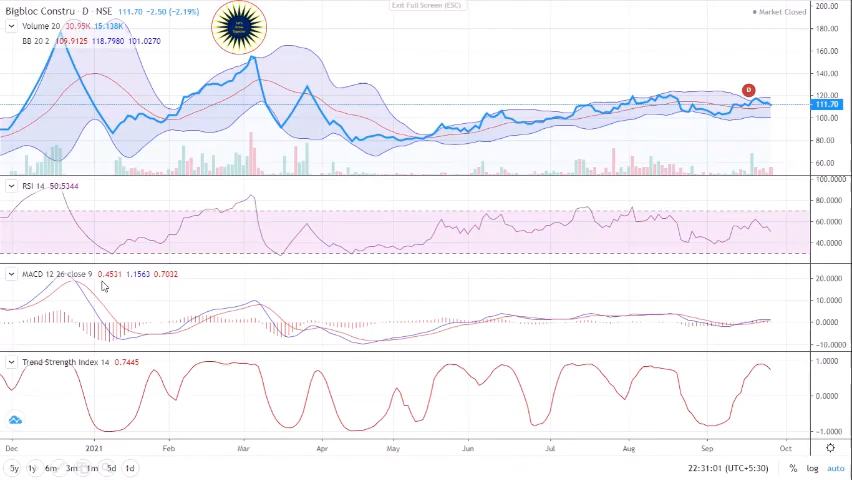 Exit Full Screen (ESC)
Bigbloc Constru · D · NSE 111.70 −2.50 (−2.19%)
Market Closed
Volume 20 30.95K 15.138K
BB 20 2 109.9125 118.7980 101.0270
D
200.00
180.00
160.00
140.00
120.00
111.70
100.00
80.00
60.00
RSI 14 50.5344
100.0000
80.0000
60.0000
40.0000
MACD 12 26 close 9 0.4531 1.1563 0.7032
20.0000
10.0000
0.0000
−10.0000
Trend Strength Index 14 0.7445
1.0000
0.0000
−1.0000
Dec 2021 Feb Mar Apr May Jun Jul Aug Sep Oct
5y 1y 6m 3m 1m 5d 1d
22:31:01 (UTC+5:30) % log auto